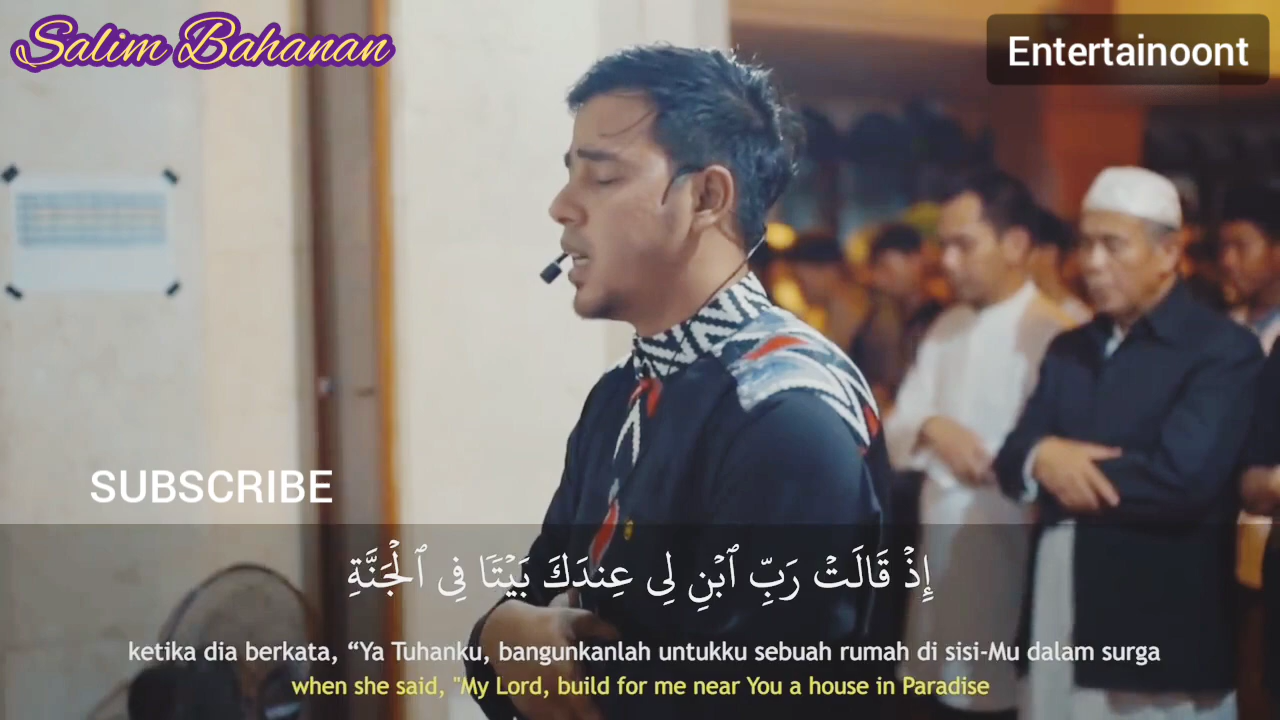 Salim Bahanan
Entertainoont
SUBSCRIBE
إِذْ قَالَتْ رَبِّ ٱبْنِ لِى عِندَكَ بَيْتًا فِى ٱلْجَنَّةِ
ketika dia berkata, “Ya Tuhanku, bangunkanlah untukku sebuah rumah di sisi-Mu dalam surga
when she said, "My Lord, build for me near You a house in Paradise